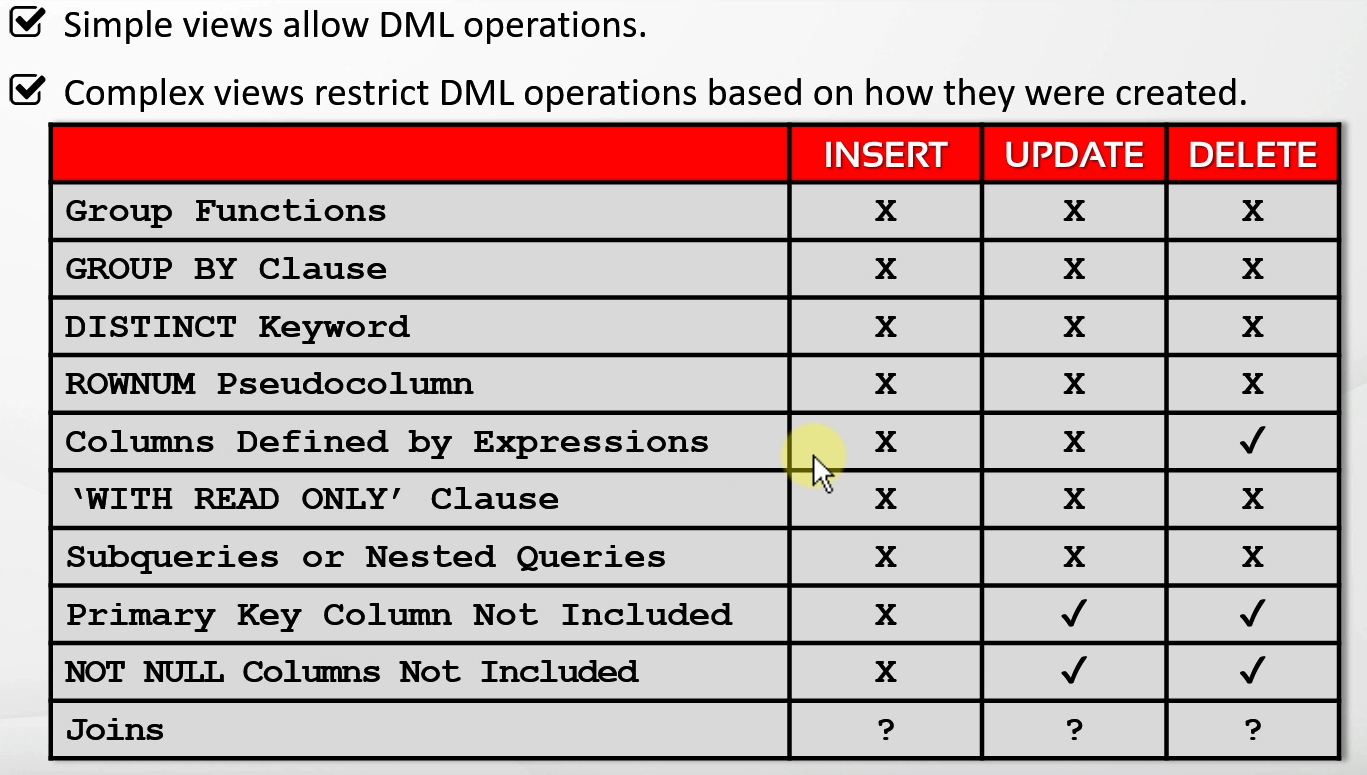 Simple views allow DML operations.
Complex views restrict DML operations based on how they were created.
INSERT UPDATE DELETE
Group Functions X X X
GROUP BY Clause X X X
DISTINCT Keyword X X X
ROWNUM Pseudocolumn X X X
Columns Defined by Expressions X X ✓
‘WITH READ ONLY’ Clause X X X
Subqueries or Nested Queries X X X
Primary Key Column Not Included X ✓ ✓
NOT NULL Columns Not Included X ✓ ✓
Joins ? ? ?